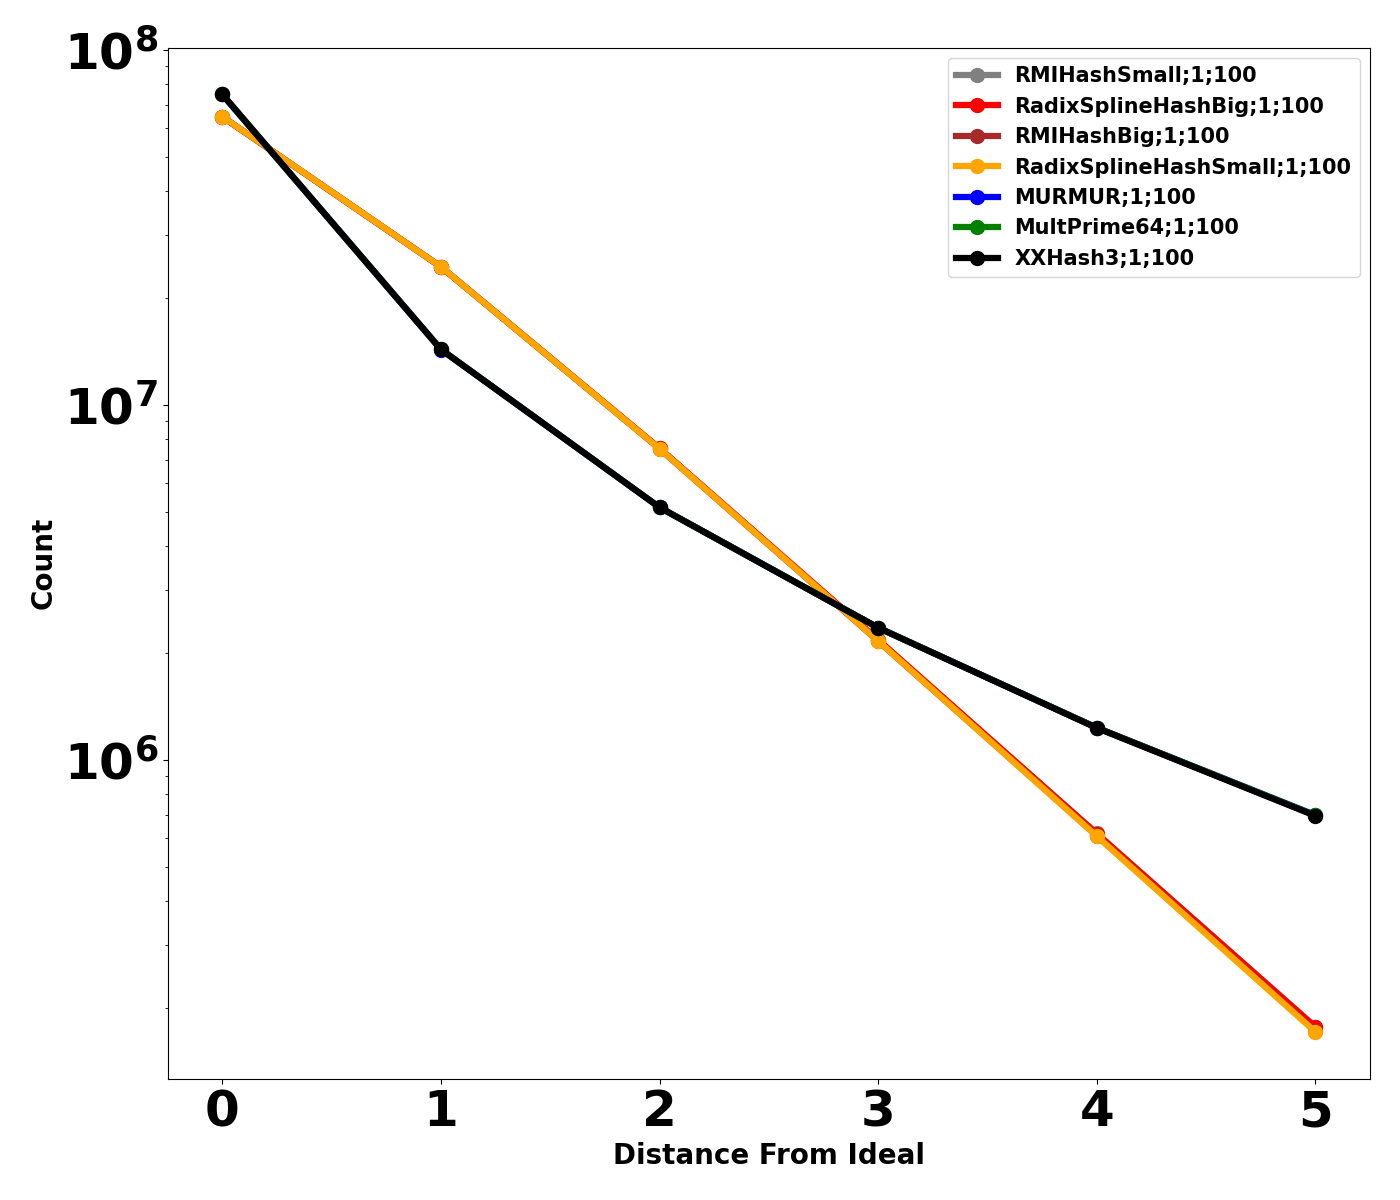 10^8
10^7
10^6
Count
RMIHashSmall;1;100
RadixSplineHashBig;1;100
RMIHashBig;1;100
RadixSplineHashSmall;1;100
MURMUR;1;100
MultPrime64;1;100
XXHash3;1;100
0 1 2 3 4 5
Distance From Ideal